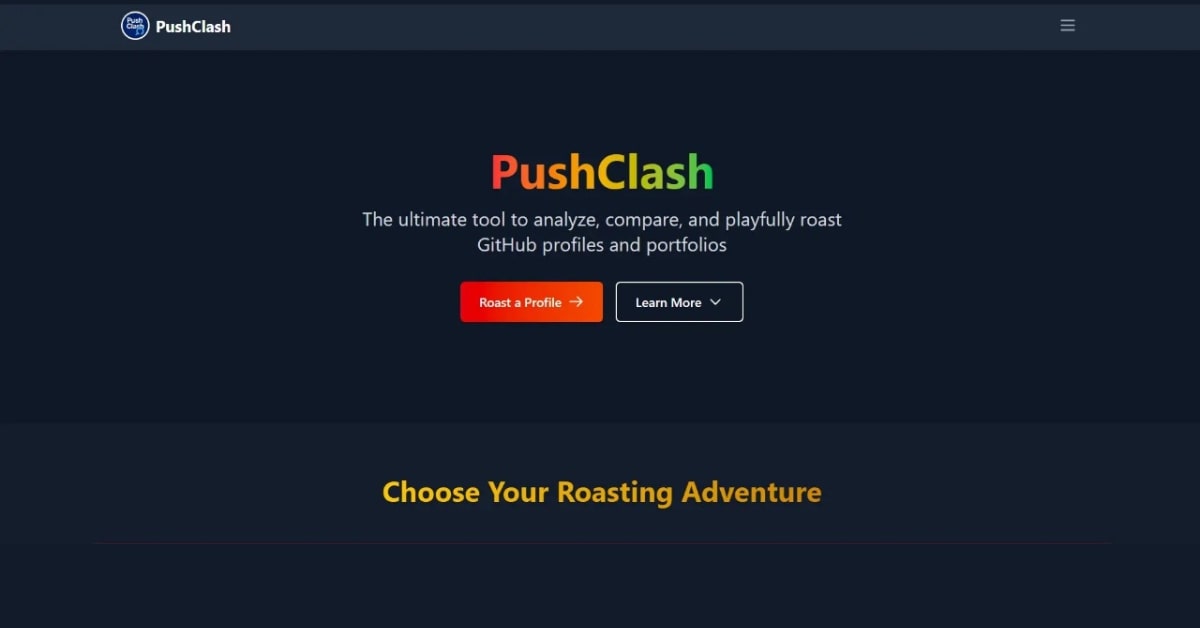 Push
Clash
PushClash
PushClash
The ultimate tool to analyze, compare, and playfully roast
GitHub profiles and portfolios
Roast a Profile
Learn More
Choose Your Roasting Adventure